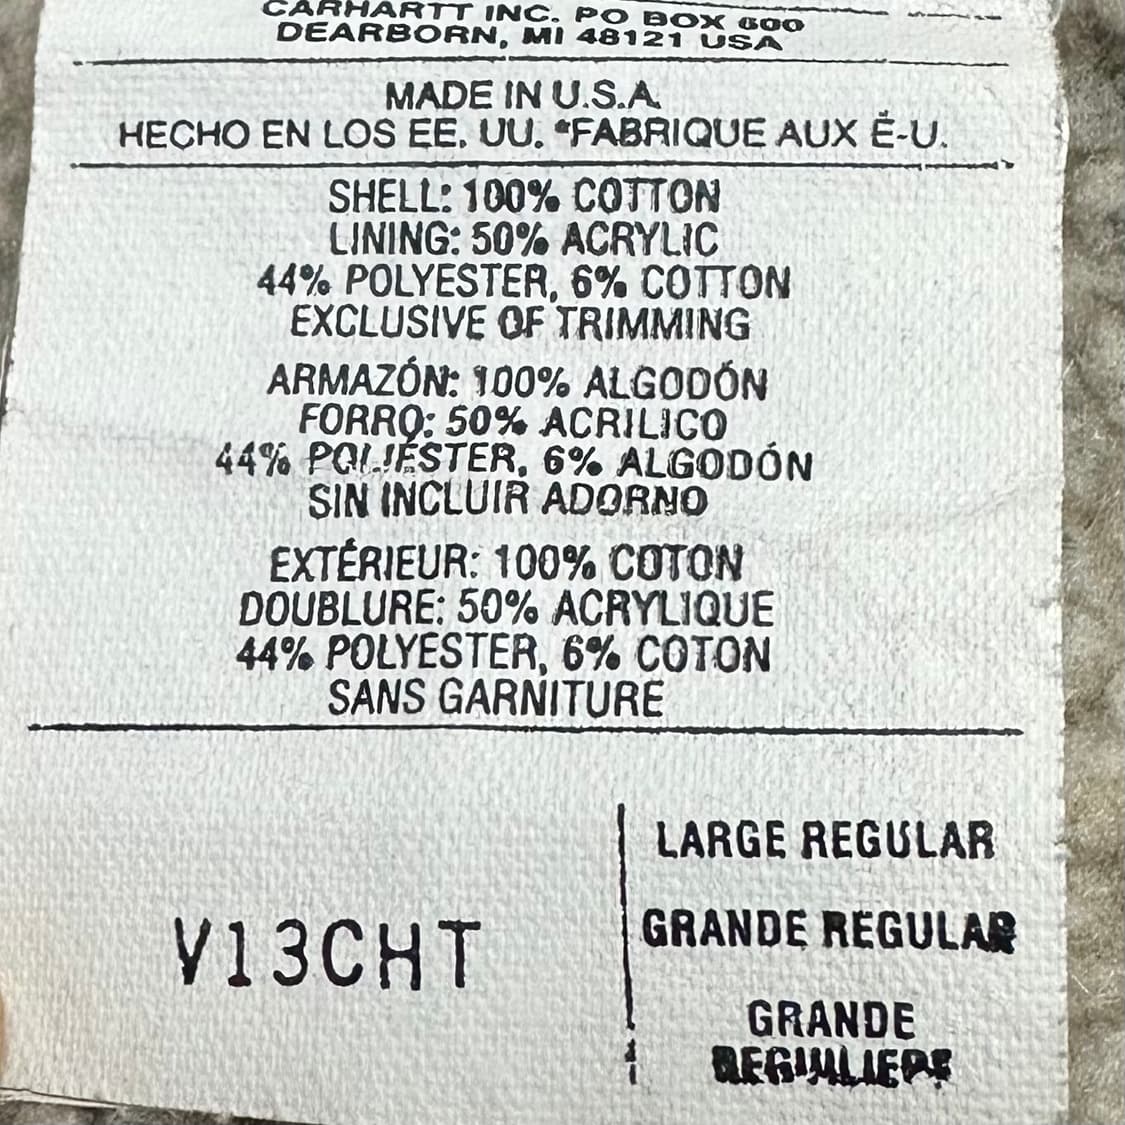 CARHARTT INC. PO BOX 600
DEARBORN, MI 48121 USA
MADE IN U.S.A.
HECHO EN LOS EE. UU. *FABRIQUE AUX É-U.
SHELL: 100% COTTON
LINING: 50% ACRYLIC
44% POLYESTER, 6% COTTON
EXCLUSIVE OF TRIMMING
ARMAZÓN: 100% ALGODÓN
FORRO: 50% ACRILICO
44% POLIÉSTER, 6% ALGODÓN
SIN INCLUIR ADORNO
EXTÉRIEUR: 100% COTON
DOUBLURE: 50% ACRYLIQUE
44% POLYESTER, 6% COTON
SANS GARNITURE
V13CHT
LARGE REGULAR
GRANDE REGULAR
GRANDE
REGULIERE